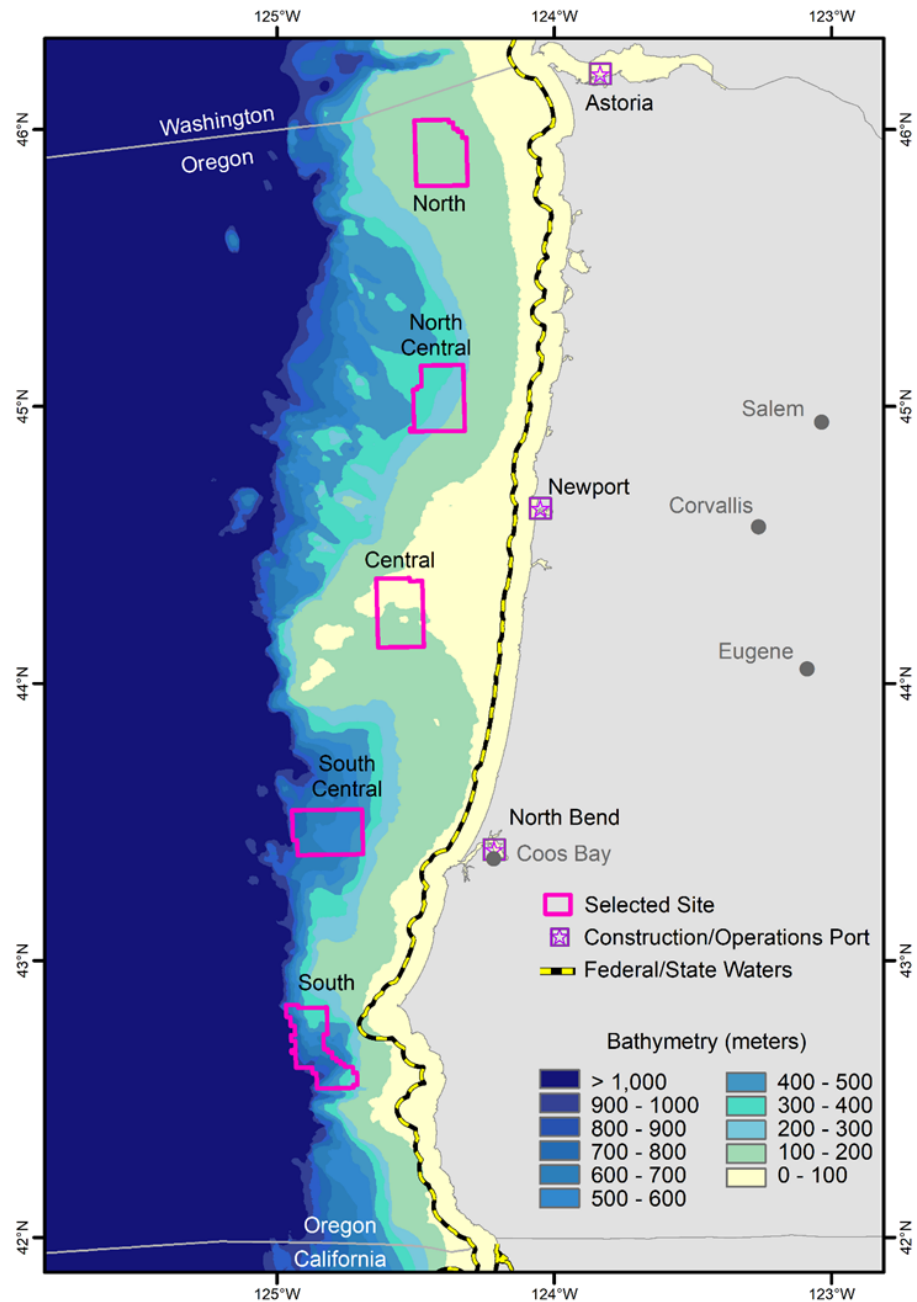 125°W
124°W
123°W
46°N
46°N
Astoria
Washington
Oregon
North
North
Central
45°N
45°N
Salem
Newport
Corvallis
Central
Eugene
44°N
44°N
South
Central
North Bend
Coos Bay
Selected Site
Construction/Operations Port
43°N
43°N
Federal/State Waters
South
Bathymetry (meters)
> 1,000
900 - 1000
800 - 900
700 - 800
600 - 700
500 - 600
400 - 500
300 - 400
200 - 300
100 - 200
0 - 100
42°N
42°N
Oregon
California
125°W
124°W
123°W